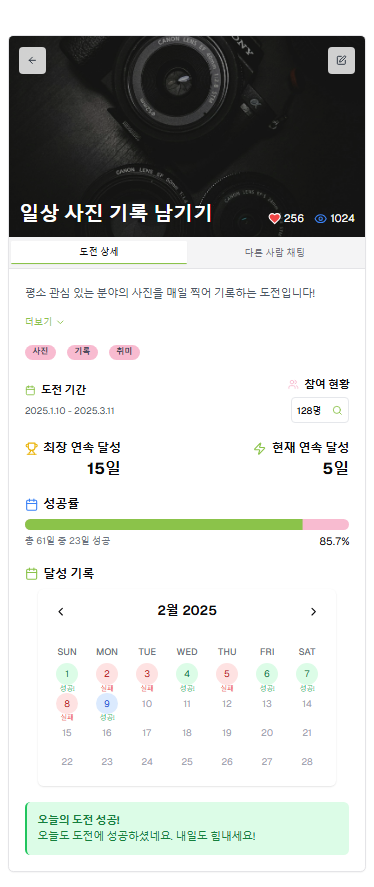 일상 사진 기록 남기기
256 1024
도전 상세 다른 사람 채팅
평소 관심 있는 분야의 사진을 매일 찍어 기록하는 도전입니다!
더보기
사진 기록 취미
도전 기간 참여 현황
2025.1.10 - 2025.3.11 128명
최장 연속 달성 현재 연속 달성
15일 5일
성공률
총 61일 중 23일 성공 85.7%
달성 기록
2월 2025
SUN MON TUE WED THU FRI SAT
1 2 3 4 5 6 7
성공! 실패 실패 성공! 실패 성공! 성공!
8 9 10 11 12 13 14
실패 성공!
15 16 17 18 19 20 21
22 23 24 25 26 27 28
오늘의 도전 성공!
오늘도 도전에 성공하셨네요. 내일도 힘내세요!